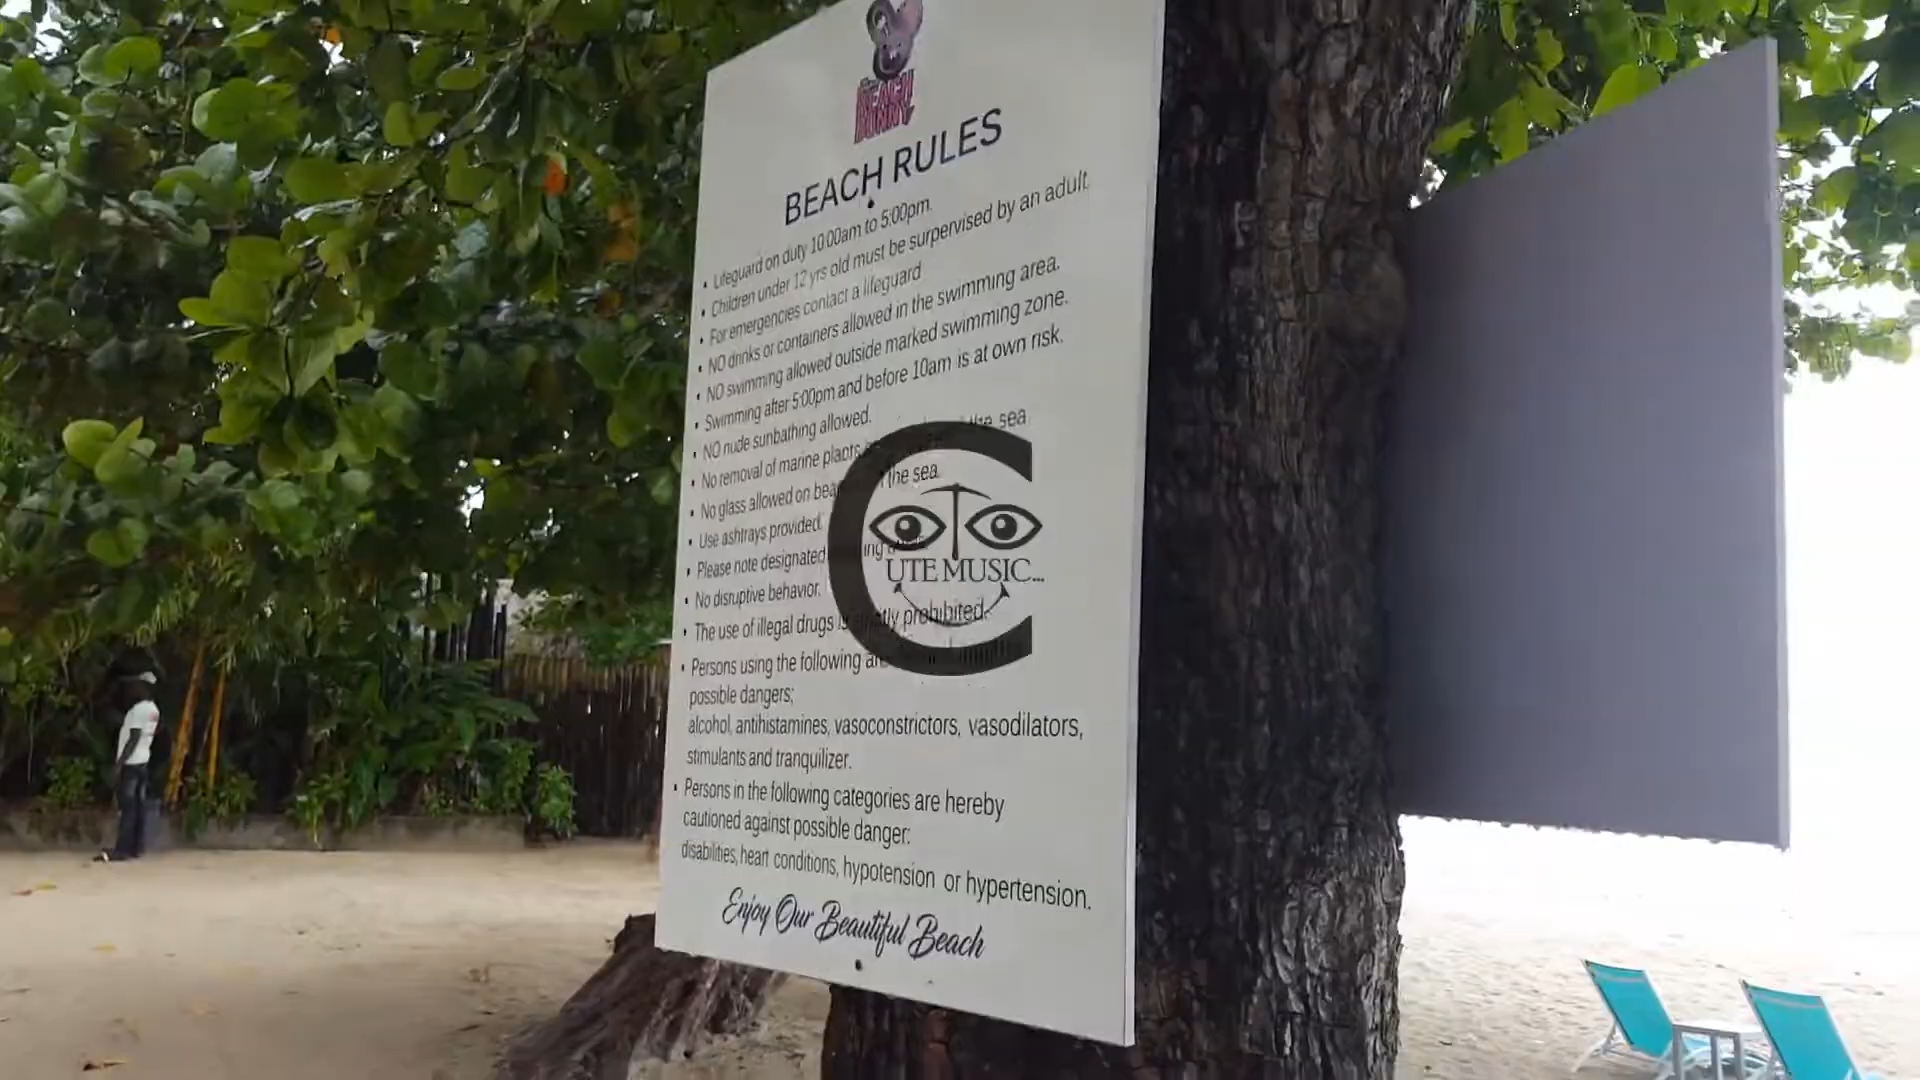 BEACH
BUNNY
BEACH RULES
• Lifeguard on duty 10:00am to 5:00pm.
• Children under 12 yrs old must be surpervised by an adult.
• For emergencies contact a lifeguard
• NO drinks or containers allowed in the swimming area.
• NO swimming allowed outside marked swimming zone.
• Swimming after 5:00pm and before 10am is at own risk.
• NO nude sunbathing allowed.
• No removal of marine plants the sea
• No glass allowed on the sea.
• Use ashtrays provided.
• Please note designated
• No disruptive behavior.
• The use of illegal drugs is strictly prohibited.
• Persons using the following are
possible dangers;
alcohol, antihistamines, vasoconstrictors, vasodilators,
stimulants and tranquilizer.
• Persons in the following categories are hereby
cautioned against possible danger:
disabilities, heart conditions, hypotension or hypertension.
Enjoy Our Beautiful Beach
CUTE MUSIC...